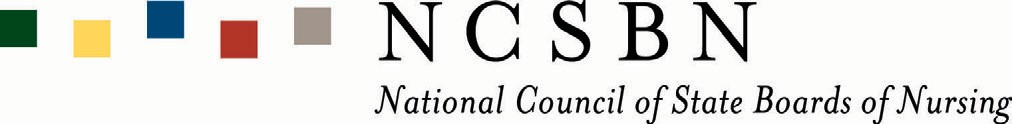 NCSBN
National Council of State Boards of Nursing